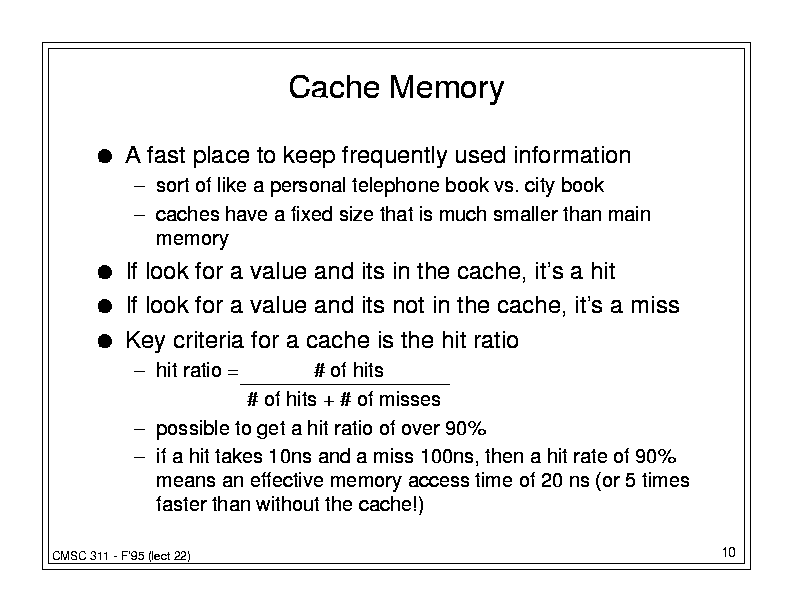 Cache Memory
● A fast place to keep frequently used information
– sort of like a personal telephone book vs. city book
– caches have a fixed size that is much smaller than main
memory
● If look for a value and its in the cache, it's a hit
● If look for a value and its not in the cache, it's a miss
● Key criteria for a cache is the hit ratio
– hit ratio = # of hits
# of hits + # of misses
– possible to get a hit ratio of over 90%
– if a hit takes 10ns and a miss 100ns, then a hit rate of 90%
means an effective memory access time of 20 ns (or 5 times
faster than without the cache!)
CMSC 311 - F'95 (lect 22)
10